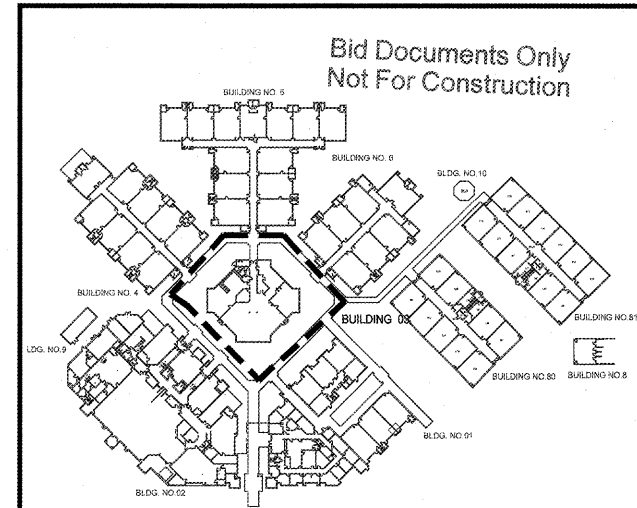 Bid Documents Only
Not For Construction
BUILDING NO. 5
BUILDING NO. 6
BLDG. NO.10
BUILDING NO. 4
BUILDING 03
BUILDING NO.81
LDG. NO.9
BUILDING NO.80
BUILDING NO.8
BLDG. NO.01
BLDG. NO.02